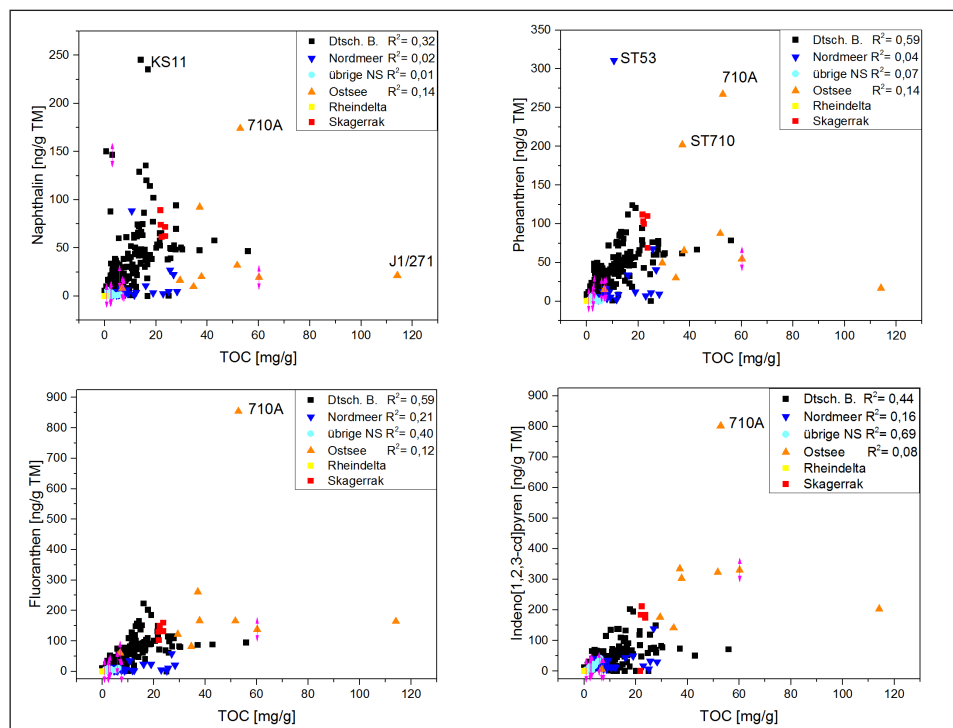 Dtsch. B. R²= 0,32
Nordmeer R²= 0,02
übrige NS R²= 0,01
Ostsee R²= 0,14
Rheindelta
Skagerrak
KS11
710A
J1/271
250
200
150
100
50
0
Naphthalin [ng/g TM]
0 20 40 60 80 100 120
TOC [mg/g]
Dtsch. B. R²= 0,59
Nordmeer R²= 0,04
übrige NS R²= 0,07
Ostsee R²= 0,14
Rheindelta
Skagerrak
ST53
710A
ST710
350
300
250
200
150
100
50
0
Phenanthren [ng/g TM]
0 20 40 60 80 100 120
TOC [mg/g]
Dtsch. B. R²= 0,59
Nordmeer R²= 0,21
übrige NS R²= 0,40
Ostsee R²= 0,12
Rheindelta
Skagerrak
710A
900
800
700
600
500
400
300
200
100
0
Fluoranthen [ng/g TM]
0 20 40 60 80 100 120
TOC [mg/g]
Dtsch. B. R²= 0,44
Nordmeer R²= 0,16
übrige NS R²= 0,69
Ostsee R²= 0,08
Rheindelta
Skagerrak
710A
900
800
700
600
500
400
300
200
100
0
Indeno[1,2,3-cd]pyren [ng/g TM]
0 20 40 60 80 100 120
TOC [mg/g]